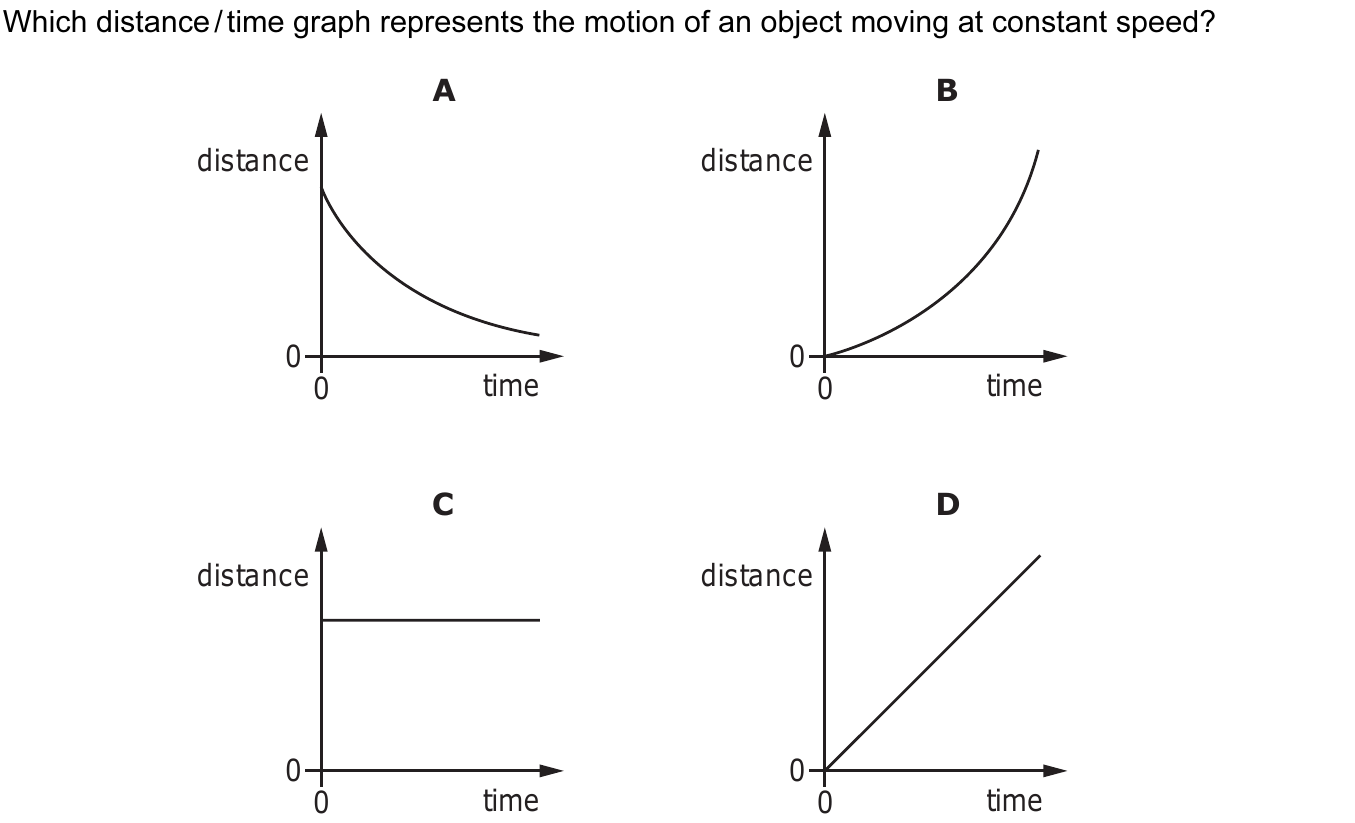 Which distance / time graph represents the motion of an object moving at constant speed?
A
B
distance
distance
0
0
0
time
0
time
C
D
distance
distance
0
0
0
time
0
time